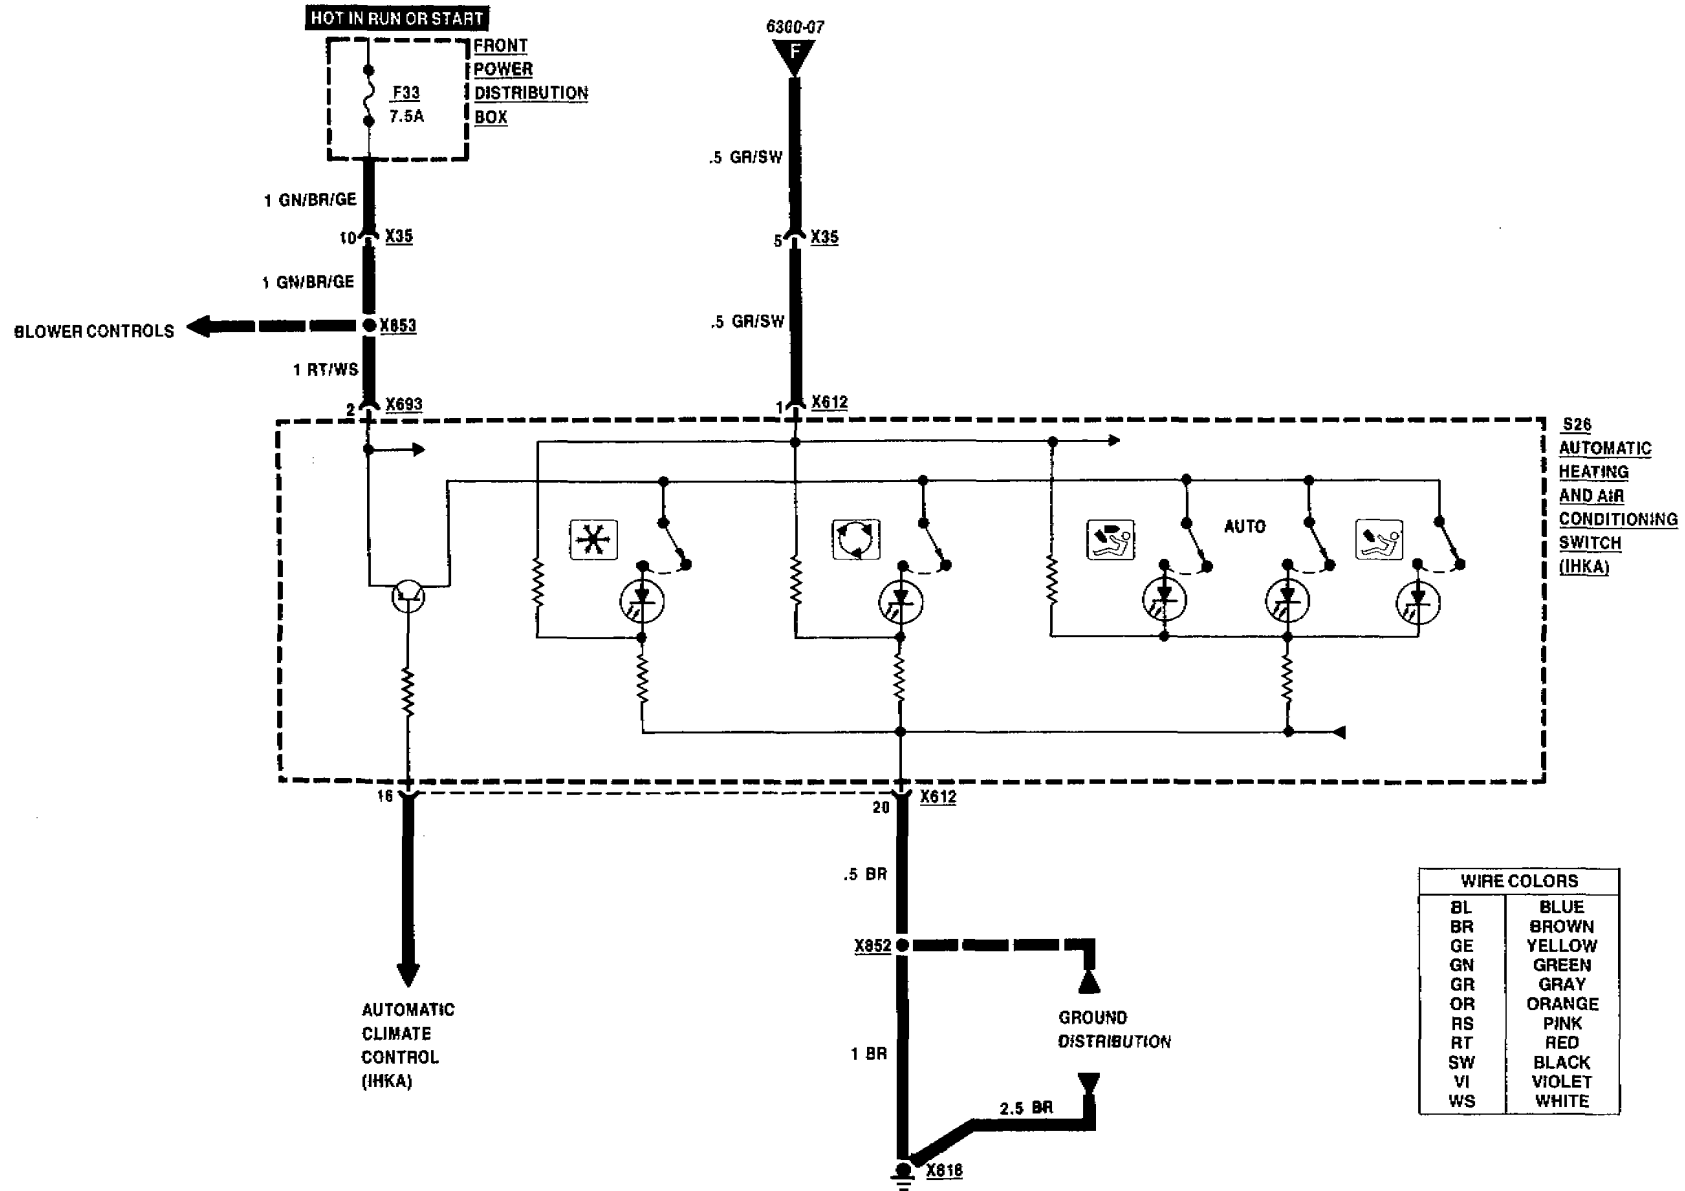 HOT IN RUN OR START
FRONT
POWER
DISTRIBUTION
BOX
F33
7.5A
6300-07
F
.5 GR/SW
1 GN/BR/GE
10
X35
5
X35
1 GN/BR/GE
.5 GR/SW
BLOWER CONTROLS
X853
1 RT/WS
2
X693
1
X612
S26
AUTOMATIC
HEATING
AND AIR
CONDITIONING
SWITCH
(IHKA)
AUTO
16
20
X612
.5 BR
X852
GROUND
DISTRIBUTION
1 BR
2.5 BR
X818
AUTOMATIC
CLIMATE
CONTROL
(IHKA)
WIRE COLORS
BL BLUE
BR BROWN
GE YELLOW
GN GREEN
GR GRAY
OR ORANGE
RS PINK
RT RED
SW BLACK
VI VIOLET
WS WHITE